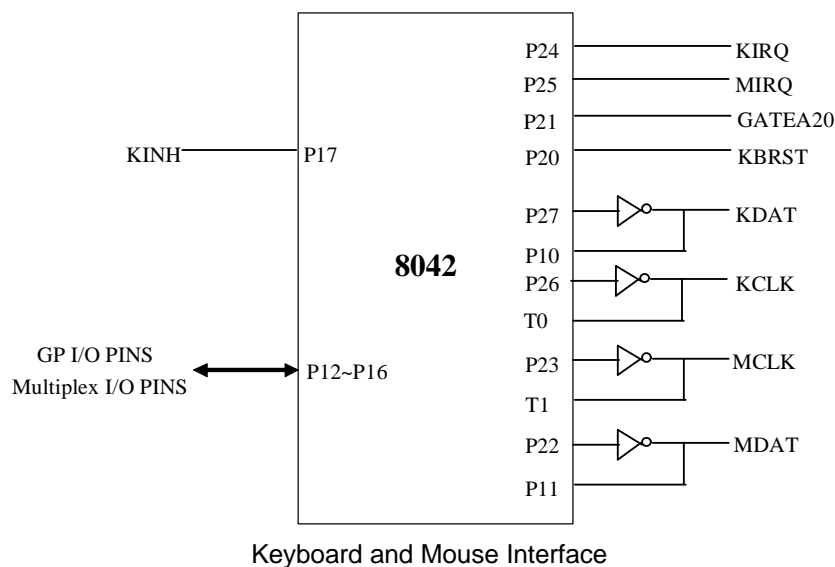 P24 KIRQ
P25 MIRQ
P21 GATEA20
KINH P17 P20 KBRST
P27 KDAT
P10
8042
P26 KCLK
T0
GP I/O PINS
P23 MCLK
Multiplex I/O PINS
P12~P16
T1
P22 MDAT
P11
Keyboard and Mouse Interface